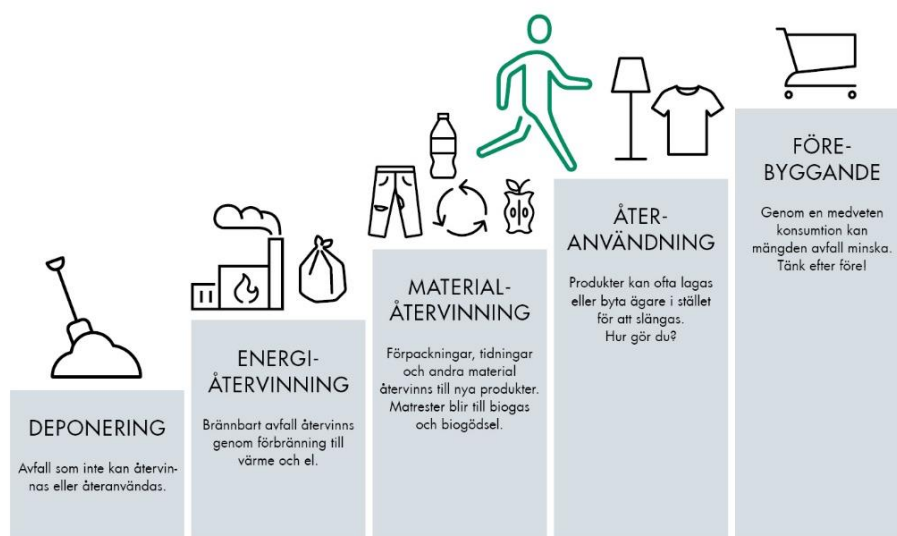 DEPONERING
Avfall som inte kan återvin-
nas eller återanvändas.
ENERGI-
ÅTERVINNING
Brännbart avfall återvinns
genom förbränning till
värme och el.
MATERIAL-
ÅTERVINNING
Förpackningar, tidningar
och andra material
återvinns till nya produkter.
Matrester blir till biogas
och biogödsel.
ÅTER-
ANVÄNDNING
Produkter kan ofta lagas
eller byta ägare i stället
för att slängas.
Hur gör du?
FÖRE-
BYGGANDE
Genom en medveten
konsumtion kan
mängden avfall minska.
Tänk efter före!